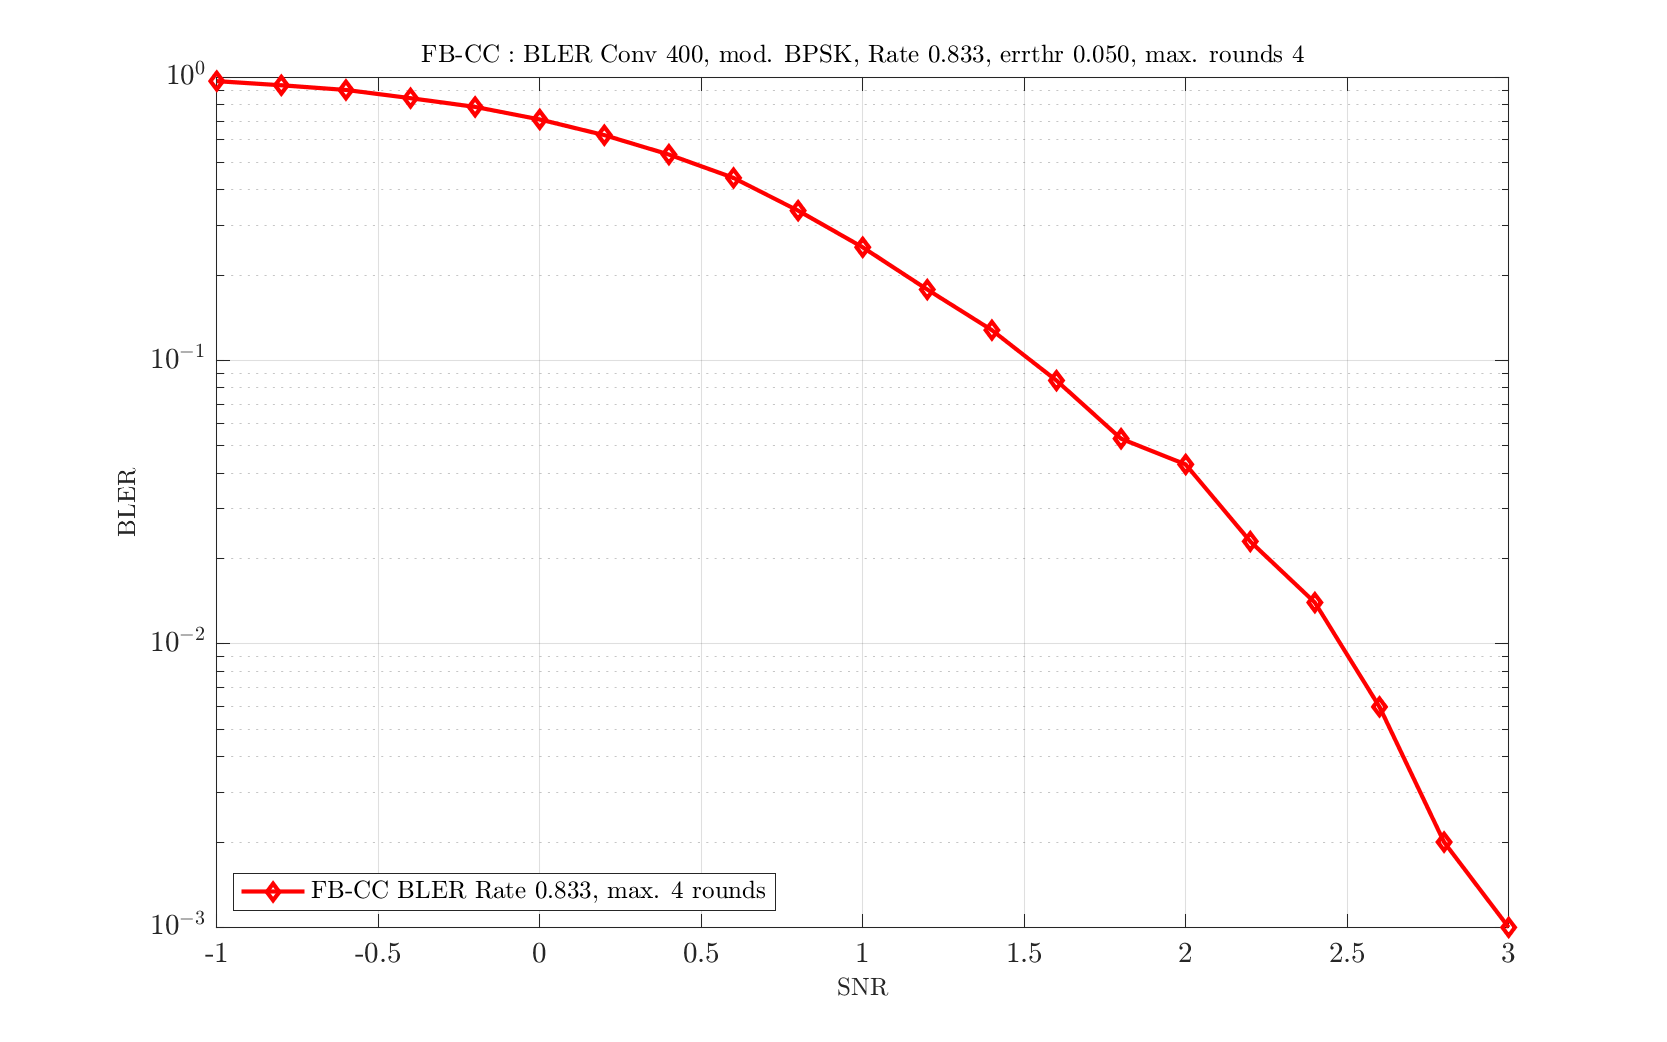 FB-CC : BLER Conv 400, mod. BPSK, Rate 0.833, errthr 0.050, max. rounds 4
10^0
10^{-1}
10^{-2}
10^{-3}
BLER
FB-CC BLER Rate 0.833, max. 4 rounds
-1 -0.5 0 0.5 1 1.5 2 2.5 3
SNR